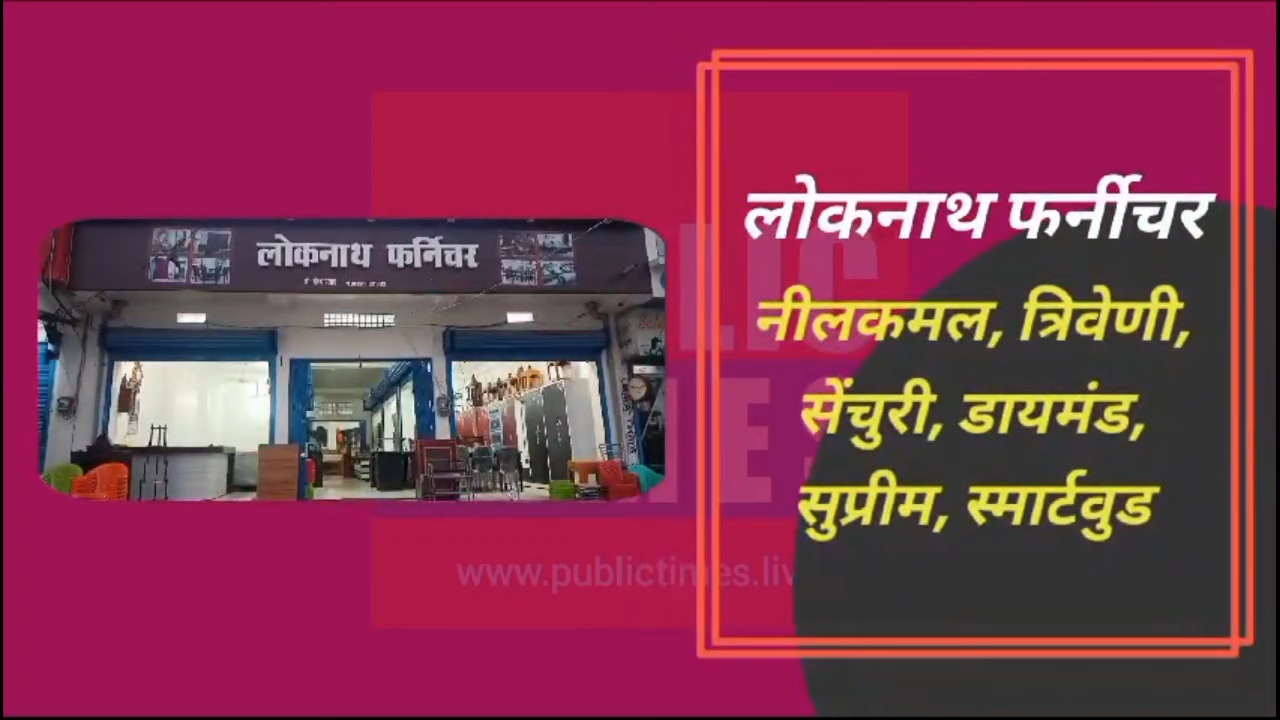 लोकनाथ फर्निचर
लोकनाथ फर्नीचर
नीलकमल, त्रिवेणी,
सेंचुरी, डायमंड,
सुप्रीम, स्मार्टवुड
www.publictimes.liv